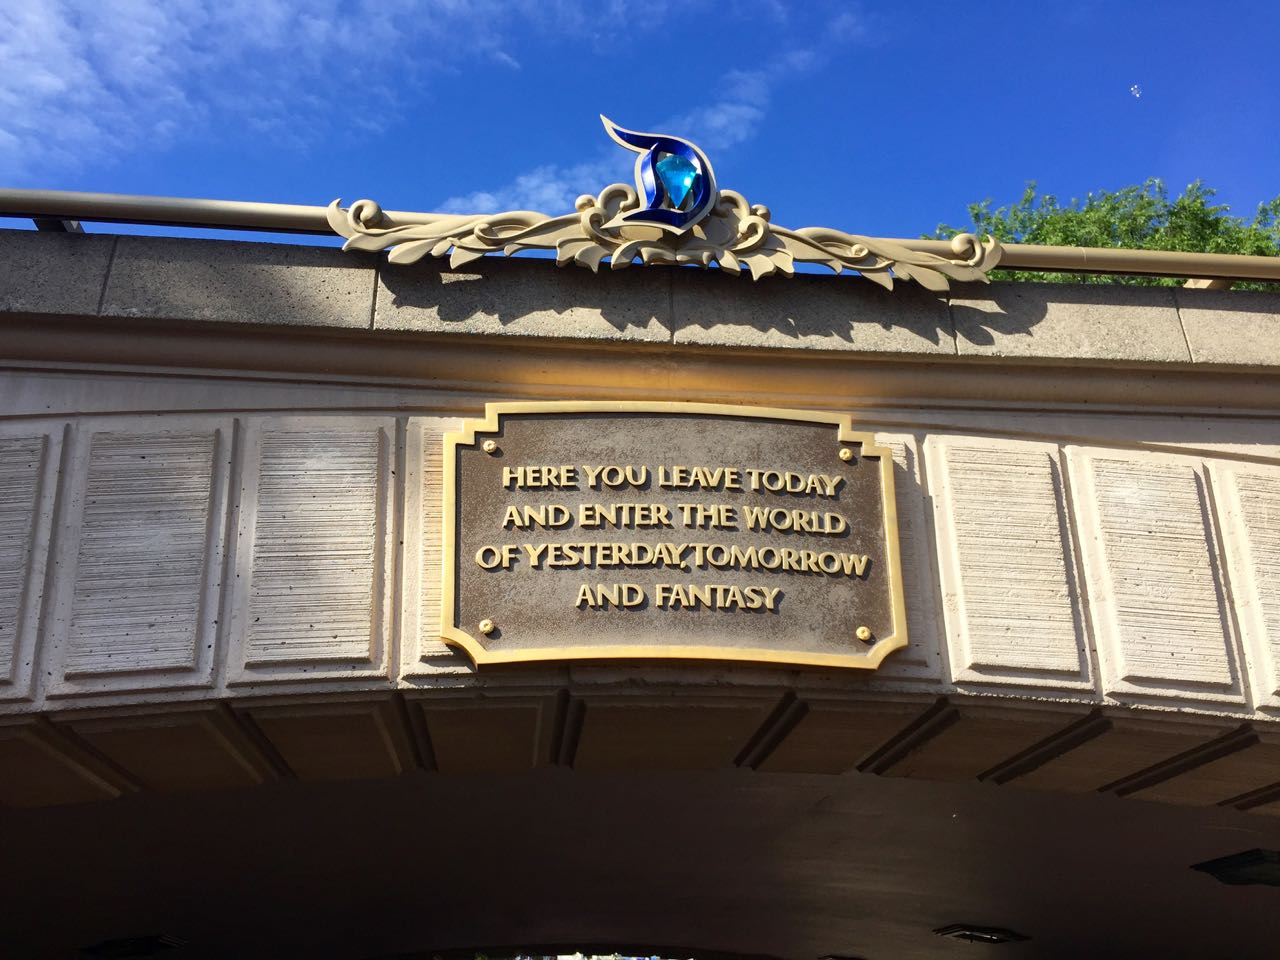 D
HERE YOU LEAVE TODAY
AND ENTER THE WORLD
OF YESTERDAY, TOMORROW
AND FANTASY